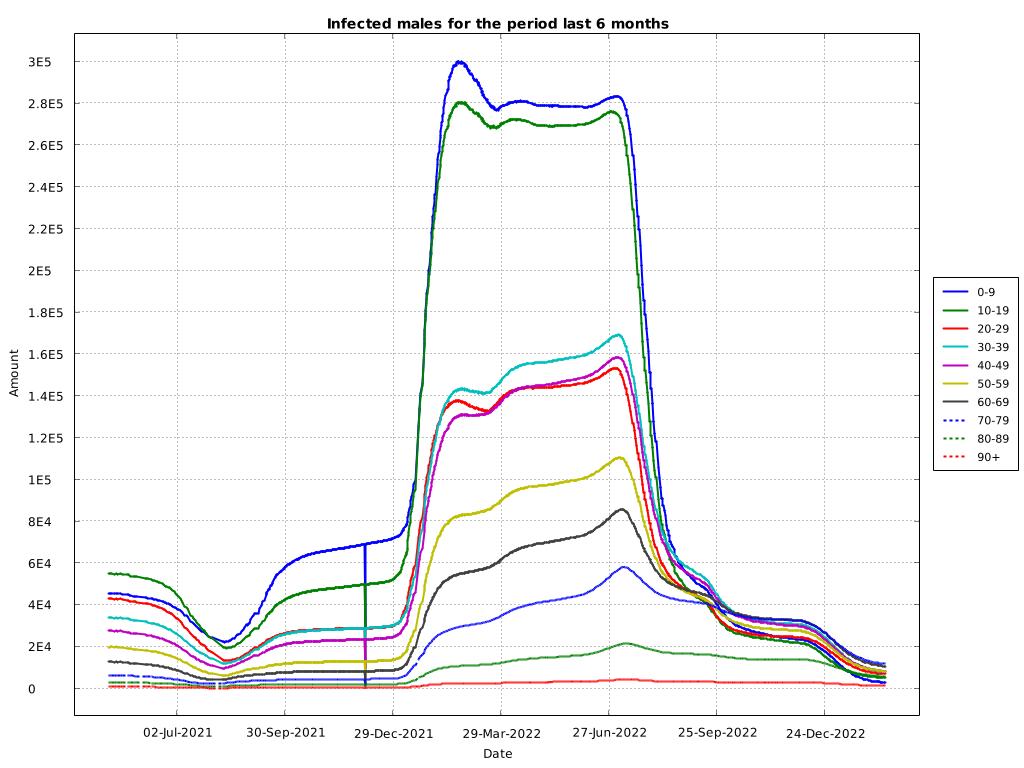 Infected males for the period last 6 months
3E5
2.8E5
2.6E5
2.4E5
2.2E5
2E5
1.8E5
1.6E5
1.4E5
1.2E5
1E5
8E4
6E4
4E4
2E4
0
Amount
02-Jul-2021 30-Sep-2021 29-Dec-2021 29-Mar-2022 27-Jun-2022 25-Sep-2022 24-Dec-2022
Date
0-9
10-19
20-29
30-39
40-49
50-59
60-69
70-79
80-89
90+